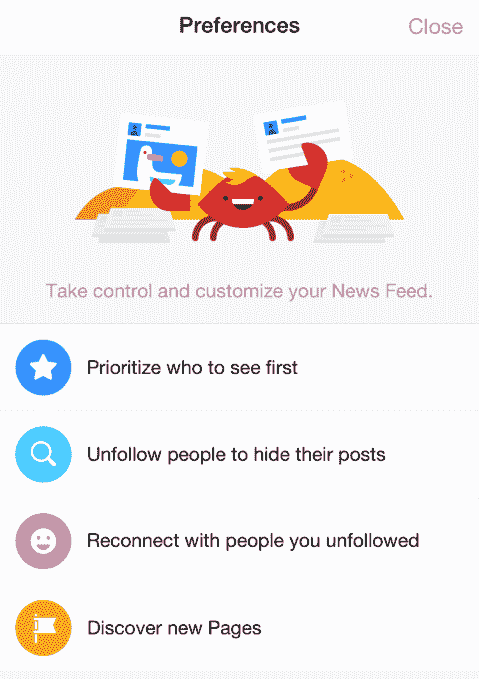 Preferences
Close
Take control and customize your News Feed.
Prioritize who to see first
Unfollow people to hide their posts
Reconnect with people you unfollowed
Discover new Pages